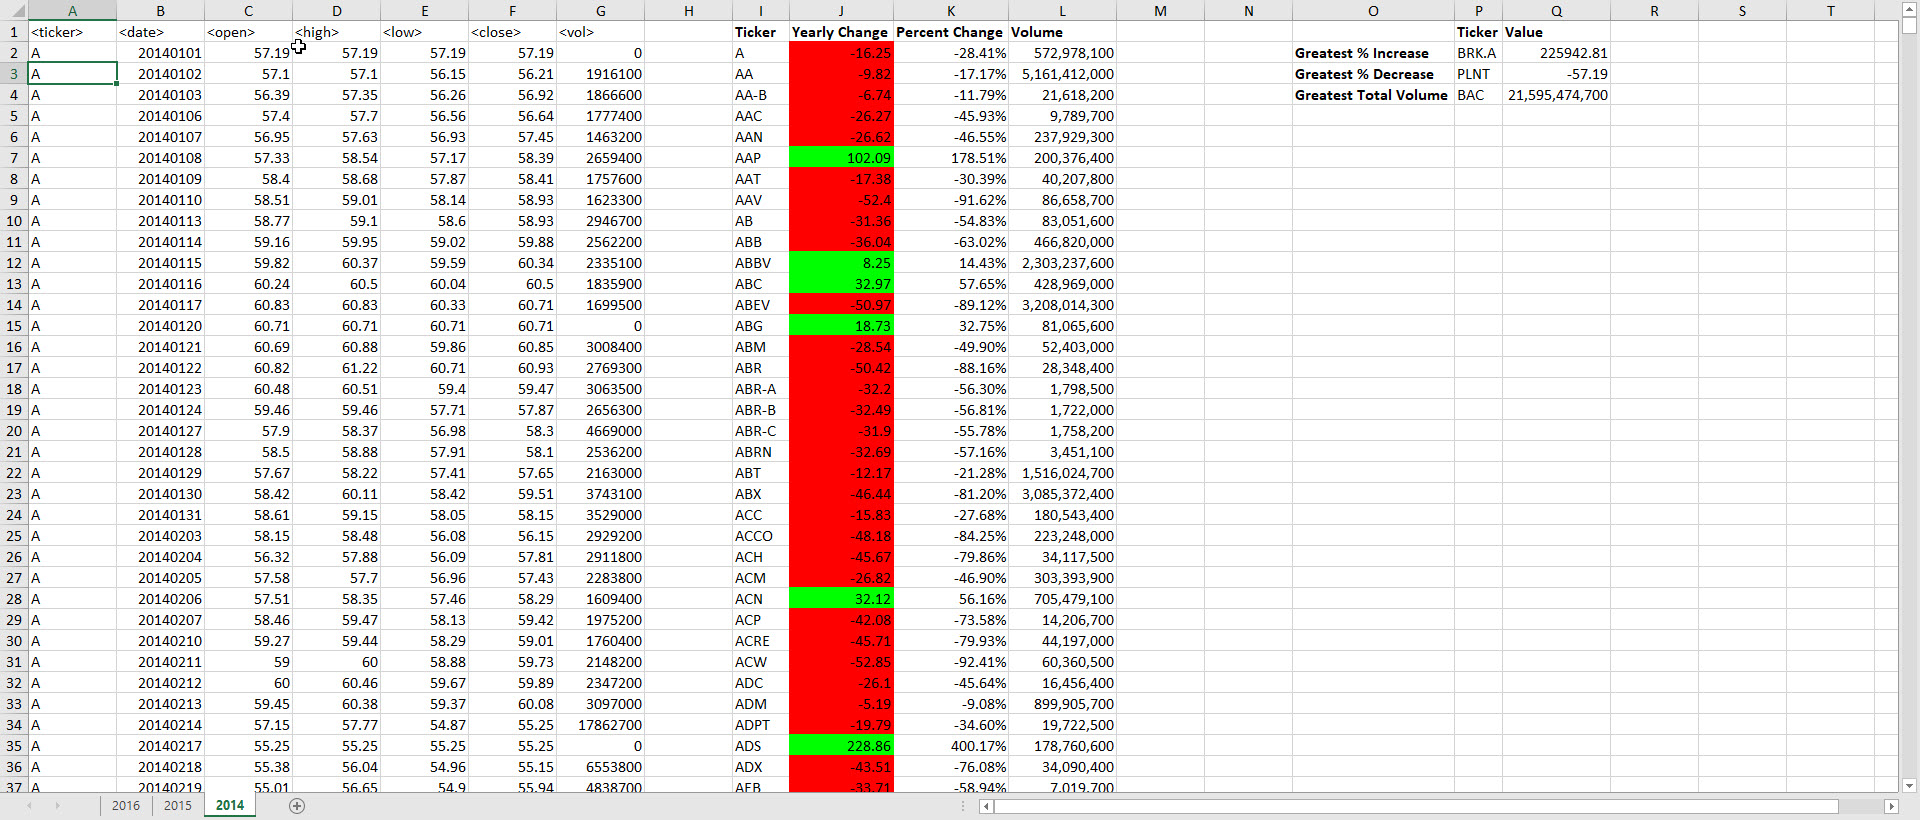 A B C D E F G H I J K L M N O P Q R S T
1 <ticker> <date> <open> <high> <low> <close> <vol> Ticker Yearly Change Percent Change Volume Ticker Value
2 A 20140101 57.19 57.19 57.19 57.19 0 A -16.25 -28.41% 572,978,100 Greatest % Increase BRK.A 225942.81
3 A 20140102 57.1 57.1 56.15 56.21 1916100 AA -9.82 -17.17% 5,161,412,000 Greatest % Decrease PLNT -57.19
4 A 20140103 56.39 57.35 56.26 56.92 1866600 AA-B -6.74 -11.79% 21,618,200 Greatest Total Volume BAC 21,595,474,700
5 A 20140106 57.4 57.7 56.56 56.64 1777400 AAC -26.27 -45.93% 9,789,700
6 A 20140107 56.95 57.63 56.93 57.45 1463200 AAN -26.62 -46.55% 237,929,300
7 A 20140108 57.33 58.54 57.17 58.39 2659400 AAP 102.09 178.51% 200,376,400
8 A 20140109 58.4 58.68 57.87 58.41 1757600 AAT -17.38 -30.39% 40,207,800
9 A 20140110 58.51 59.01 58.14 58.93 1623300 AAV -52.4 -91.62% 86,658,700
10 A 20140113 58.77 59.1 58.6 58.93 2946700 AB -31.36 -54.83% 83,051,600
11 A 20140114 59.16 59.95 59.02 59.88 2562200 ABB -36.04 -63.02% 466,820,000
12 A 20140115 59.82 60.37 59.59 60.34 2335100 ABBV 8.25 14.43% 2,303,237,600
13 A 20140116 60.24 60.5 60.04 60.5 1835900 ABC 32.97 57.65% 428,969,000
14 A 20140117 60.83 60.83 60.33 60.71 1699500 ABEV -50.97 -89.12% 3,208,014,300
15 A 20140120 60.71 60.71 60.71 60.71 0 ABG 18.73 32.75% 81,065,600
16 A 20140121 60.69 60.88 59.86 60.85 3008400 ABM -28.54 -49.90% 52,403,000
17 A 20140122 60.82 61.22 60.71 60.93 2769300 ABR -50.42 -88.16% 28,348,400
18 A 20140123 60.48 60.51 59.4 59.47 3063500 ABR-A -32.2 -56.30% 1,798,500
19 A 20140124 59.46 59.46 57.71 57.87 2656300 ABR-B -32.49 -56.81% 1,722,000
20 A 20140127 57.9 58.37 56.98 58.3 4669000 ABR-C -31.9 -55.78% 1,758,200
21 A 20140128 58.5 58.88 57.91 58.1 2536200 ABRN -32.69 -57.16% 3,451,100
22 A 20140129 57.67 58.22 57.41 57.65 2163000 ABT -12.17 -21.28% 1,516,024,700
23 A 20140130 58.42 60.11 58.42 59.51 3743100 ABX -46.44 -81.20% 3,085,372,400
24 A 20140131 58.61 59.15 58.05 58.15 3529000 ACC -15.83 -27.68% 180,543,400
25 A 20140203 58.15 58.48 56.08 56.15 2929200 ACCO -48.18 -84.25% 223,248,000
26 A 20140204 56.32 57.88 56.09 57.81 2911800 ACH -45.67 -79.86% 34,117,500
27 A 20140205 57.58 57.7 56.96 57.43 2283800 ACM -26.82 -46.90% 303,393,900
28 A 20140206 57.51 58.35 57.46 58.29 1609400 ACN 32.12 56.16% 705,479,100
29 A 20140207 58.46 59.47 58.13 59.42 1975200 ACP -42.08 -73.58% 14,206,700
30 A 20140210 59.27 59.44 58.29 59.01 1760400 ACRE -45.71 -79.93% 44,197,000
31 A 20140211 59 60 58.88 59.73 2148200 ACW -52.85 -92.41% 60,360,500
32 A 20140212 60 60.46 59.67 59.89 2347200 ADC -26.1 -45.64% 16,456,400
33 A 20140213 59.45 60.38 59.37 60.08 3097000 ADM -5.19 -9.08% 899,905,700
34 A 20140214 57.15 57.77 54.87 55.25 17862700 ADPT -19.79 -34.60% 19,722,500
35 A 20140217 55.25 55.25 55.25 55.25 0 ADS 228.86 400.17% 178,760,600
36 A 20140218 55.38 56.04 54.96 55.15 6553800 ADX -43.51 -76.08% 34,090,400
37 A 20140219 55.01 56.65 54.9 55.94 4838700 AEB -33.71 -58.94% 7,019,700
2016 2015 2014